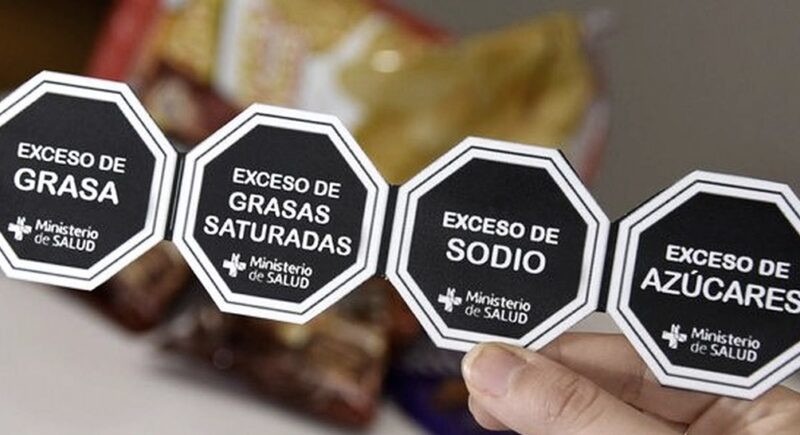 EXCESO DE
GRASA
Ministerio
de SALUD
EXCESO DE
GRASAS
SATURADAS
Ministerio
de SALUD
EXCESO DE
SODIO
Ministerio
de SALUD
EXCESO DE
AZÚCARES
Ministerio
de SALUD